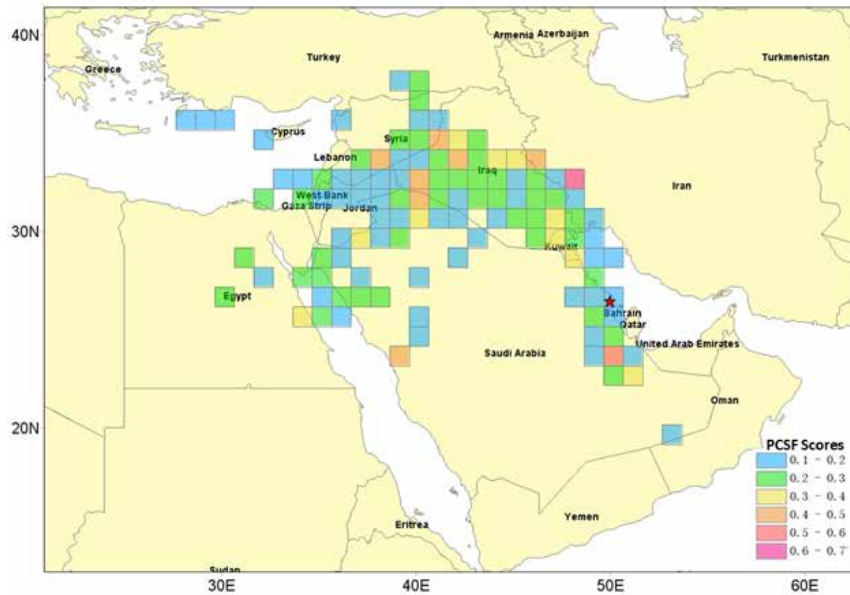 40N
30N
20N
30E
40E
50E
60E
Greece
Turkey
Armenia
Azerbaijan
Turkmenistan
Cyprus
Syria
Lebanon
Iraq
Iran
West Bank
Gaza Strip
Jordan
Kuwait
Egypt
Bahrain
Qatar
United Arab Emirates
Saudi Arabia
Oman
Yemen
Eritrea
Sudan
PCSF Scores
0.1 - 0.2
0.2 - 0.3
0.3 - 0.4
0.4 - 0.5
0.5 - 0.6
0.6 - 0.7